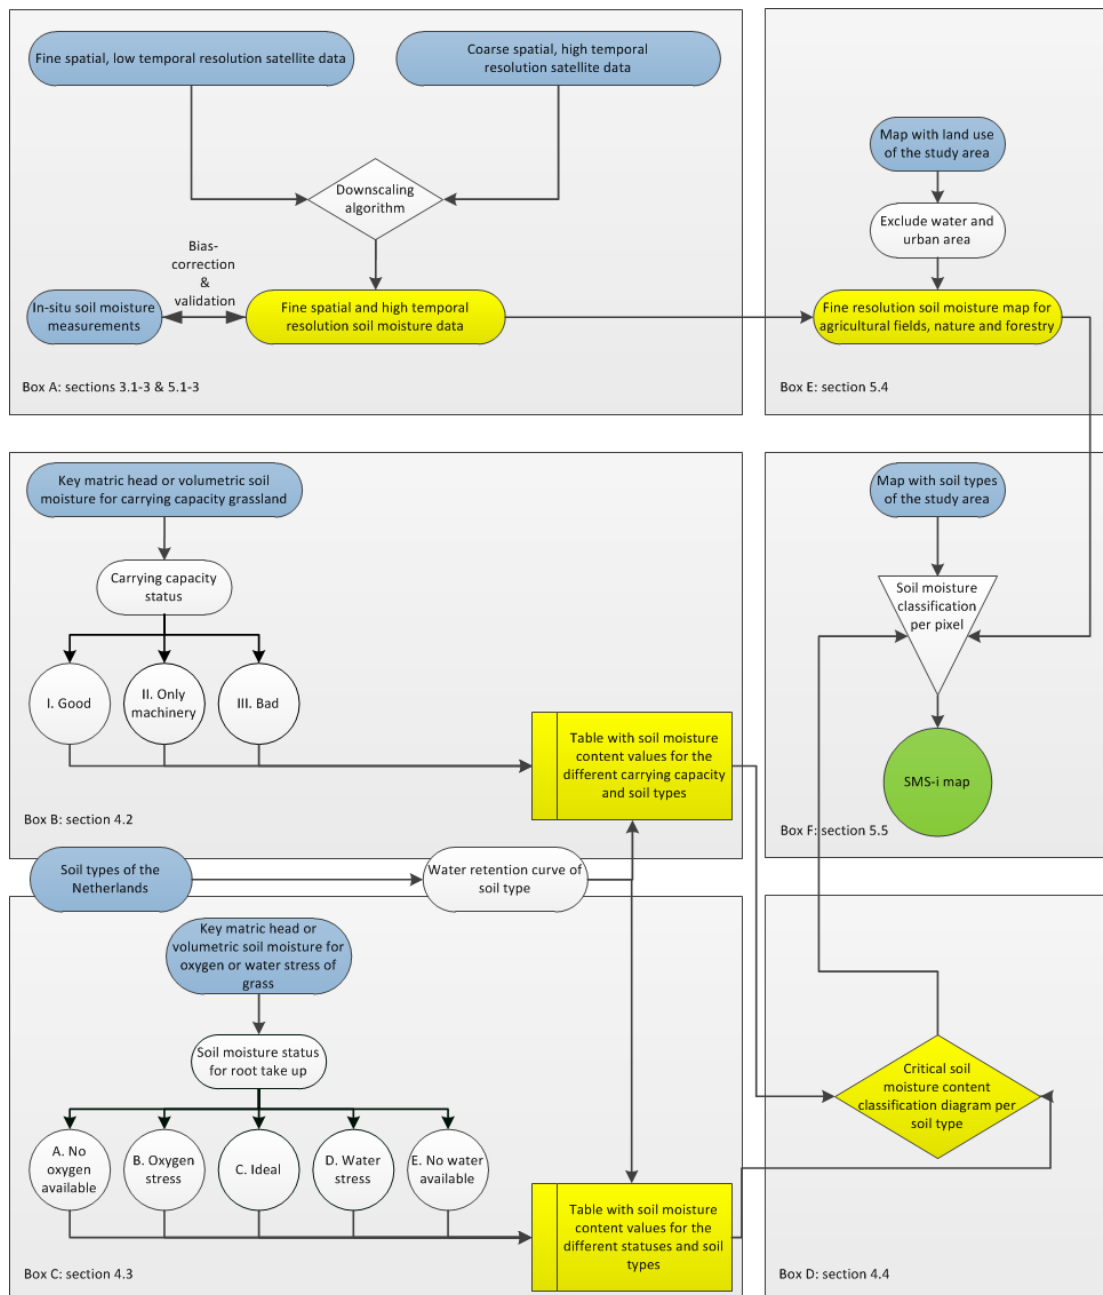 Fine spatial, low temporal resolution satellite data
Coarse spatial, high temporal
resolution satellite data
Downscaling
algorithm
Bias-
correction
&
validation
In-situ soil moisture
measurements
Fine spatial and high temporal
resolution soil moisture data
Box A: sections 3.1-3 & 5.1-3
Map with land use
of the study area
Exclude water and
urban area
Fine resolution soil moisture map for
agricultural fields, nature and forestry
Box E: section 5.4
Key matric head or volumetric soil
moisture for carrying capacity grassland
Carrying capacity
status
I. Good
II. Only
machinery
III. Bad
Table with soil moisture
content values for the
different carrying capacity
and soil types
Box B: section 4.2
Map with soil types
of the study area
Soil moisture
classification
per pixel
SMS-i map
Box F: section 5.5
Soil types of the
Netherlands
Water retention curve of
soil type
Key matric head or
volumetric soil moisture for
oxygen or water stress of
grass
Soil moisture status
for root take up
A. No
oxygen
available
B. Oxygen
stress
C. Ideal
D. Water
stress
E. No water
available
Table with soil moisture
content values for the
different statuses and soil
types
Box C: section 4.3
Critical soil
moisture content
classification diagram per
soil type
Box D: section 4.4